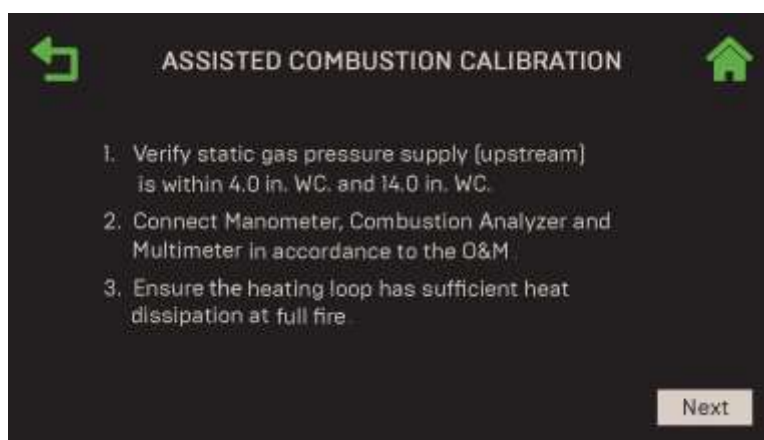 ASSISTED COMBUSTION CALIBRATION
1. Verify static gas pressure supply (upstream)
is within 4.0 in. WC. and 14.0 in. WC.
2. Connect Manometer, Combustion Analyzer and
Multimeter in accordance to the O&M
3. Ensure the heating loop has sufficient heat
dissipation at full fire.
Next